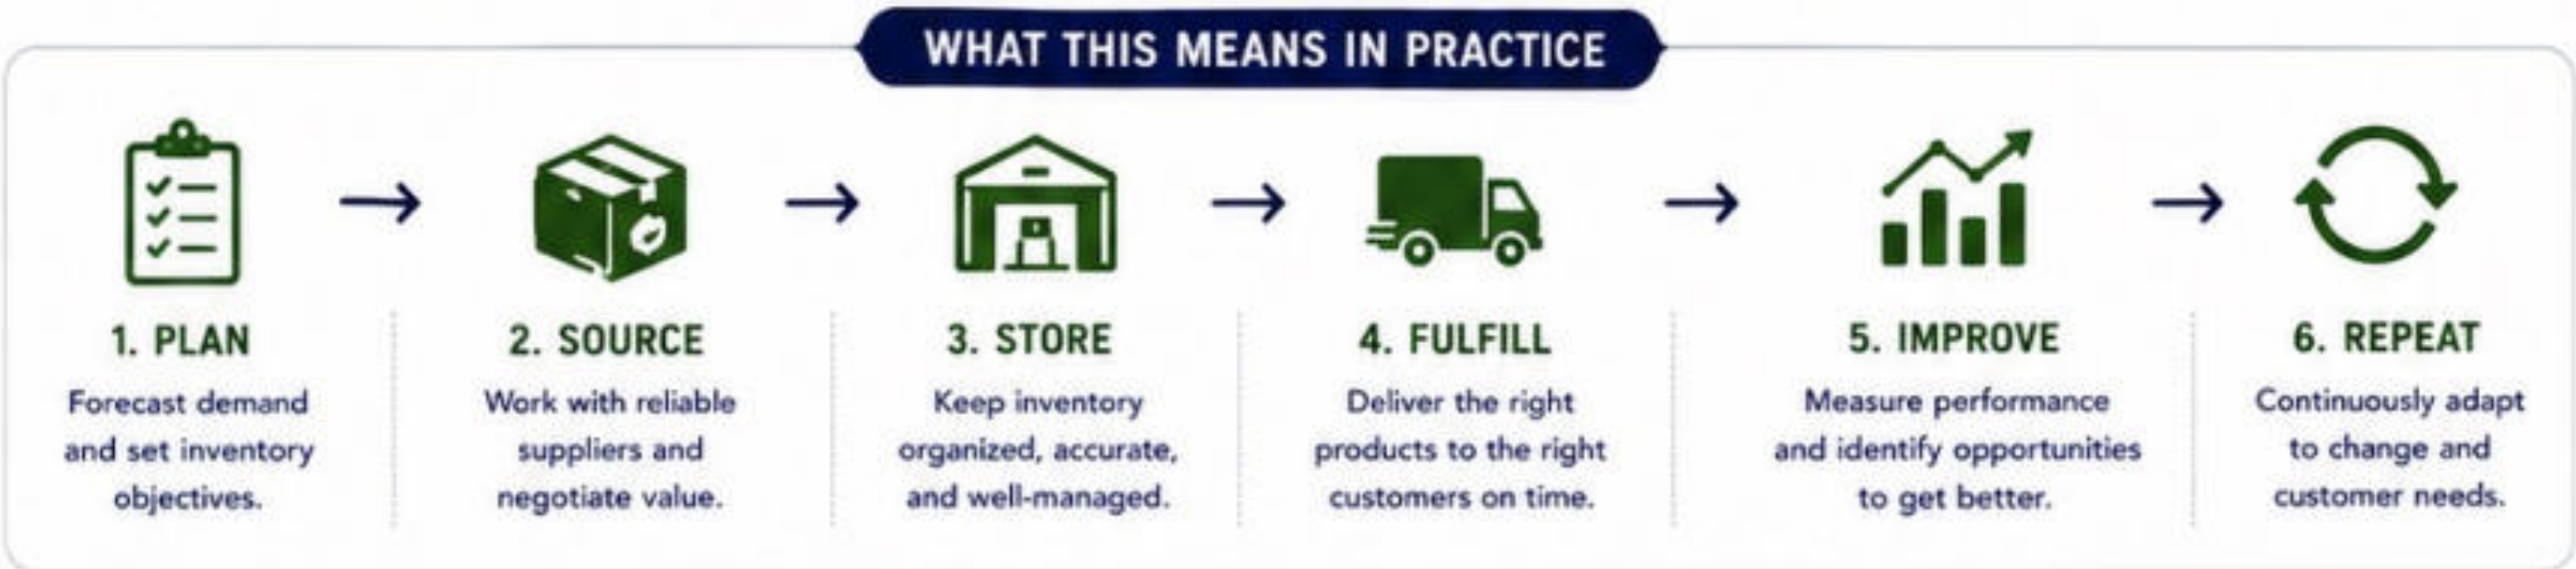 WHAT THIS MEANS IN PRACTICE
1. PLAN
Forecast demand
and set inventory
objectives.
2. SOURCE
Work with reliable
suppliers and
negotiate value.
3. STORE
Keep inventory
organized, accurate,
and well-managed.
4. FULFILL
Deliver the right
products to the right
customers on time.
5. IMPROVE
Measure performance
and identify opportunities
to get better.
6. REPEAT
Continuously adapt
to change and
customer needs.